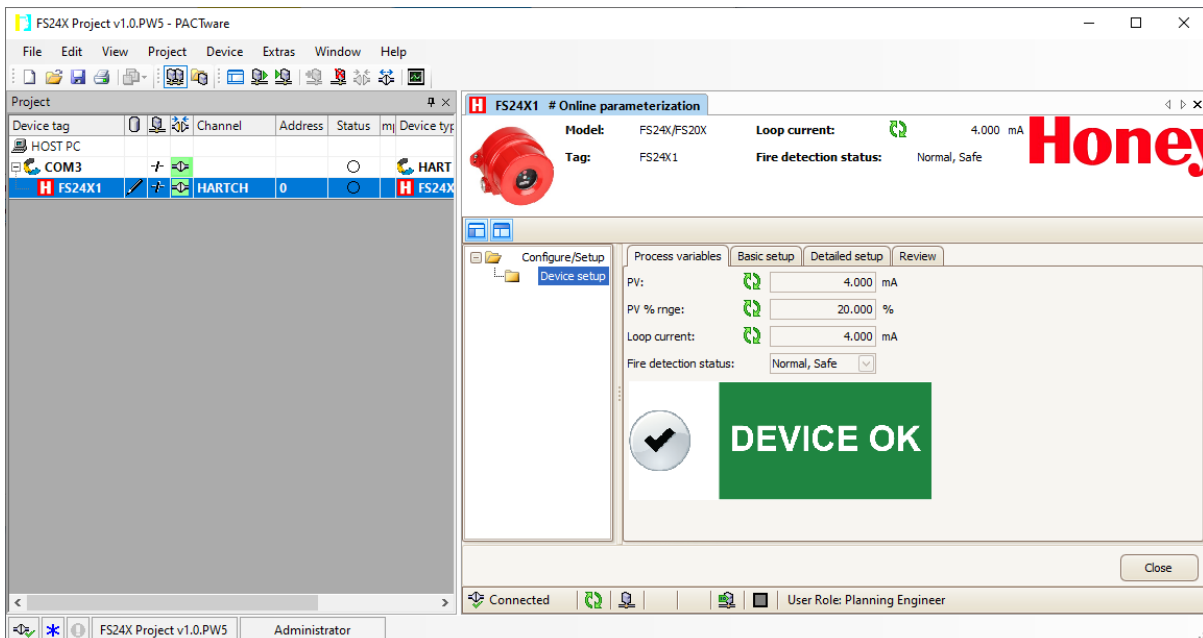 FS24X Project v1.0.PW5 - PACTware
File Edit View Project Device Extras Window Help
Project
Device tag Channel Address Status Device typ
HOST PC
COM3 HART
H FS24X1 HARTCH 0 H FS24X
H FS24X1 # Online parameterization
Model: FS24X/FS20X Loop current: 4.000 mA
Tag: FS24X1 Fire detection status: Normal, Safe
Honey
Configure/Setup
Device setup
Process variables Basic setup Detailed setup Review
PV: 4.000 mA
PV % rnge: 20.000 %
Loop current: 4.000 mA
Fire detection status: Normal, Safe
DEVICE OK
Close
Connected User Role: Planning Engineer
FS24X Project v1.0.PW5 Administrator